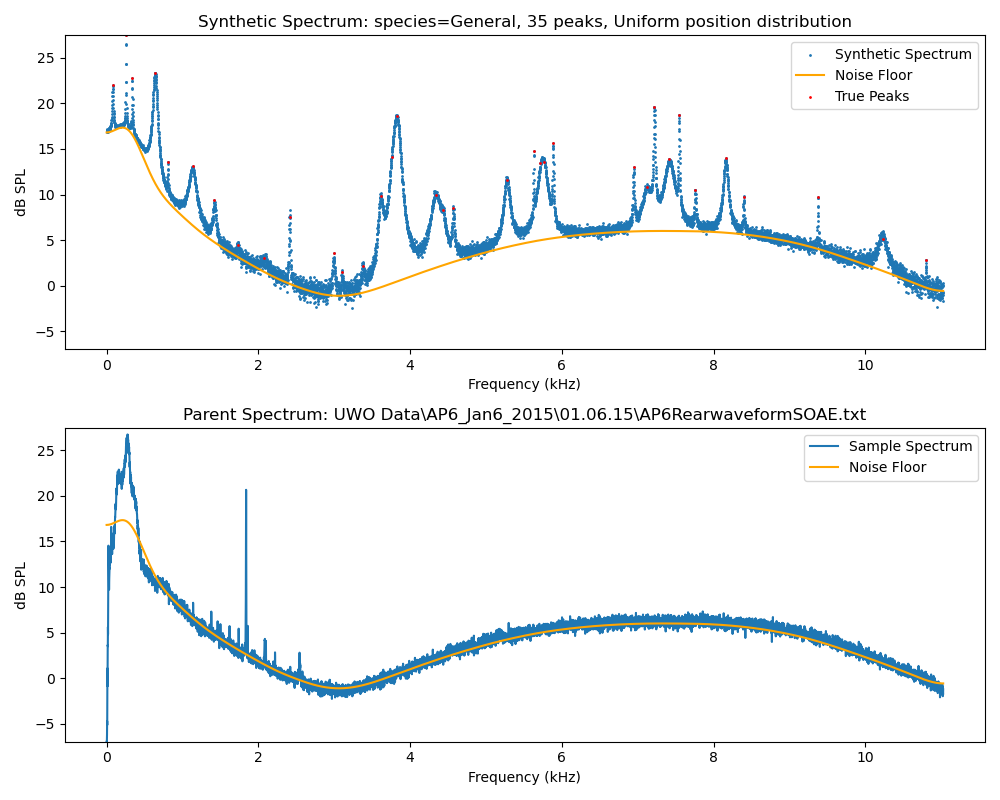 Synthetic Spectrum: species=General, 35 peaks, Uniform position distribution
25
20
15
10
5
0
−5
dB SPL
Synthetic Spectrum
Noise Floor
True Peaks
0 2 4 6 8 10
Frequency (kHz)
Parent Spectrum: UWO Data\AP6_Jan6_2015\01.06.15\AP6RearwaveformSOAE.txt
25
20
15
10
5
0
−5
dB SPL
Sample Spectrum
Noise Floor
0 2 4 6 8 10
Frequency (kHz)